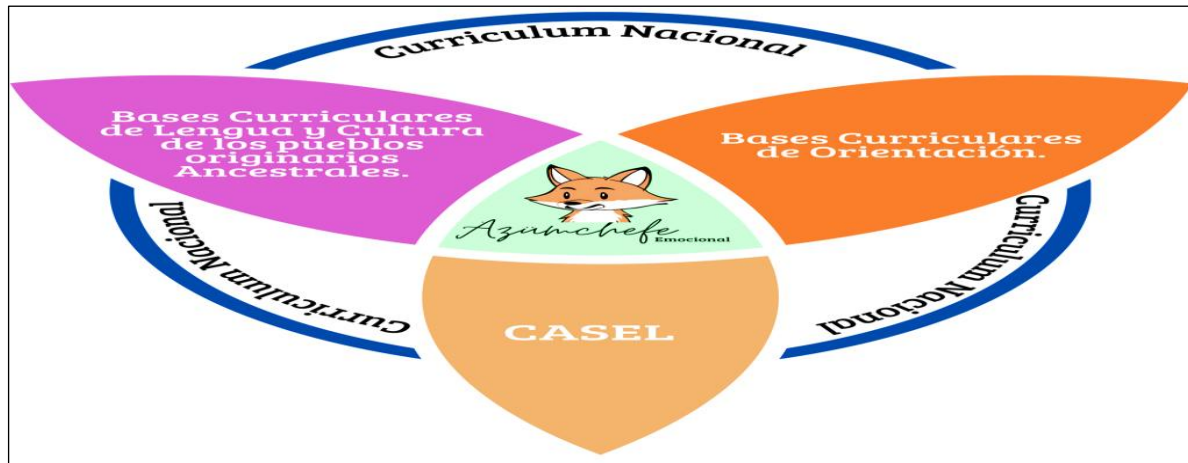 Curriculum Nacional
Bases Curriculares
de Lengua y Cultura
de los pueblos
originarios
Ancestrales.
Bases Curriculares
de Orientación.
Azümchefe
Emocional
Curriculum Nacional
Curriculum Nacional
CASEL